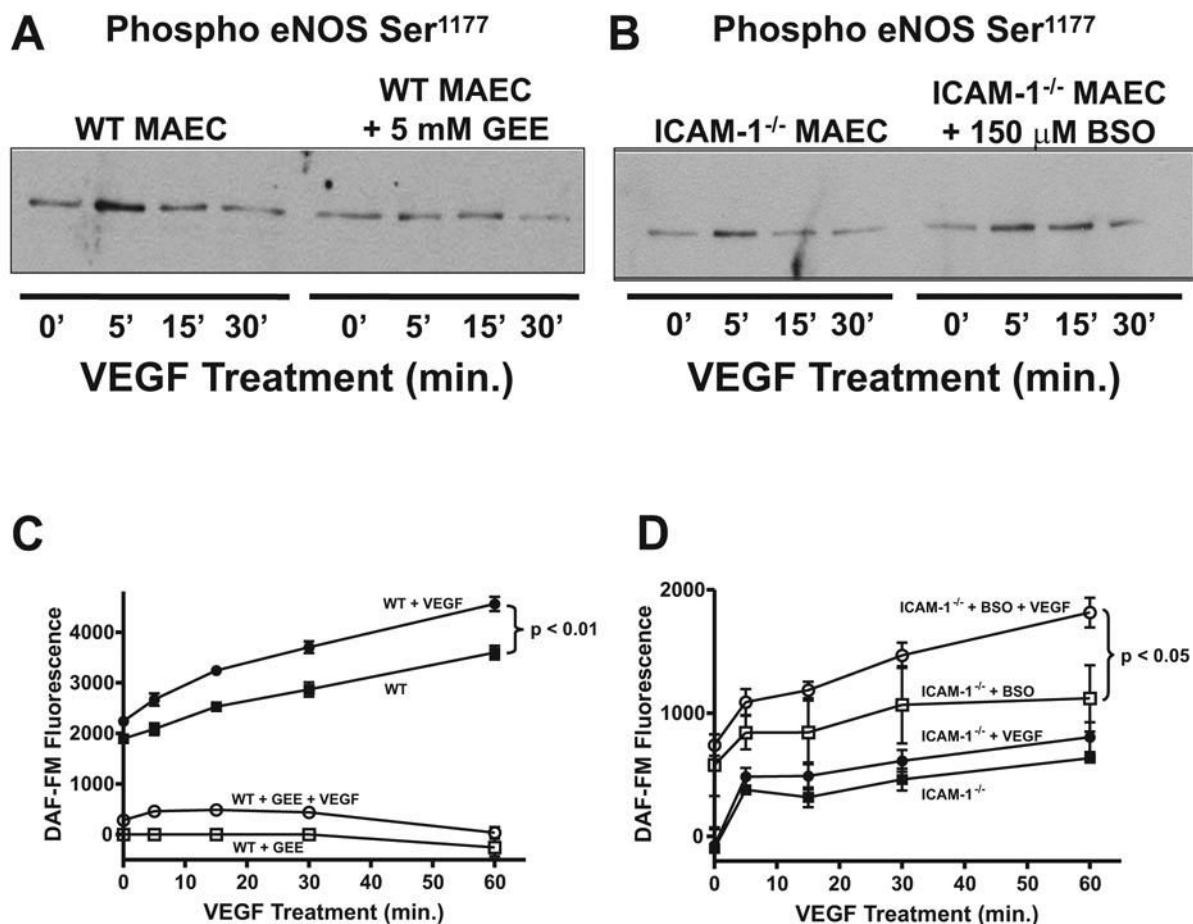 A
Phospho eNOS Ser1177
WT MAEC
WT MAEC
+ 5 mM GEE
0’ 5’ 15’ 30’ 0’ 5’ 15’ 30’
VEGF Treatment (min.)
B
Phospho eNOS Ser1177
ICAM-1-/- MAEC
ICAM-1-/- MAEC
+ 150 μM BSO
0’ 5’ 15’ 30’ 0’ 5’ 15’ 30’
VEGF Treatment (min.)
C
DAF-FM Fluorescence
4000
3000
2000
1000
0
WT + VEGF
p < 0.01
WT
WT + GEE + VEGF
WT + GEE
0 10 20 30 40 50 60
VEGF Treatment (min.)
D
DAF-FM Fluorescence
2000
1000
0
ICAM-1-/- + BSO + VEGF
p < 0.05
ICAM-1-/- + BSO
ICAM-1-/- + VEGF
ICAM-1-/-
0 10 20 30 40 50 60
VEGF Treatment (min.)